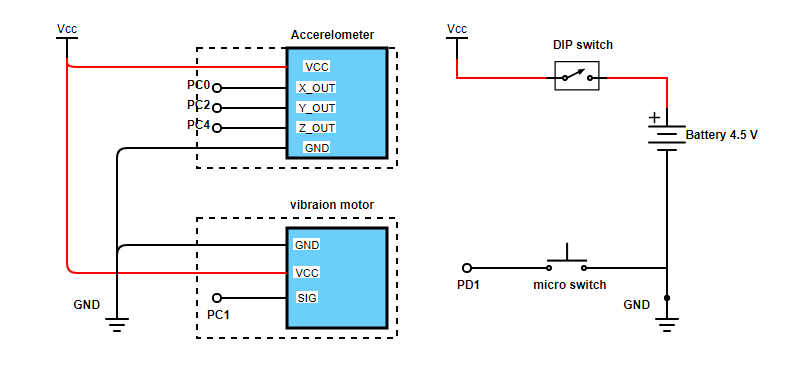 Vcc
Accerelometer
VCC
PC0
X_OUT
PC2
Y_OUT
PC4
Z_OUT
GND
vibraion motor
GND
VCC
SIG
PC1
GND
Vcc
DIP switch
+
Battery 4.5 V
PD1
micro switch
GND